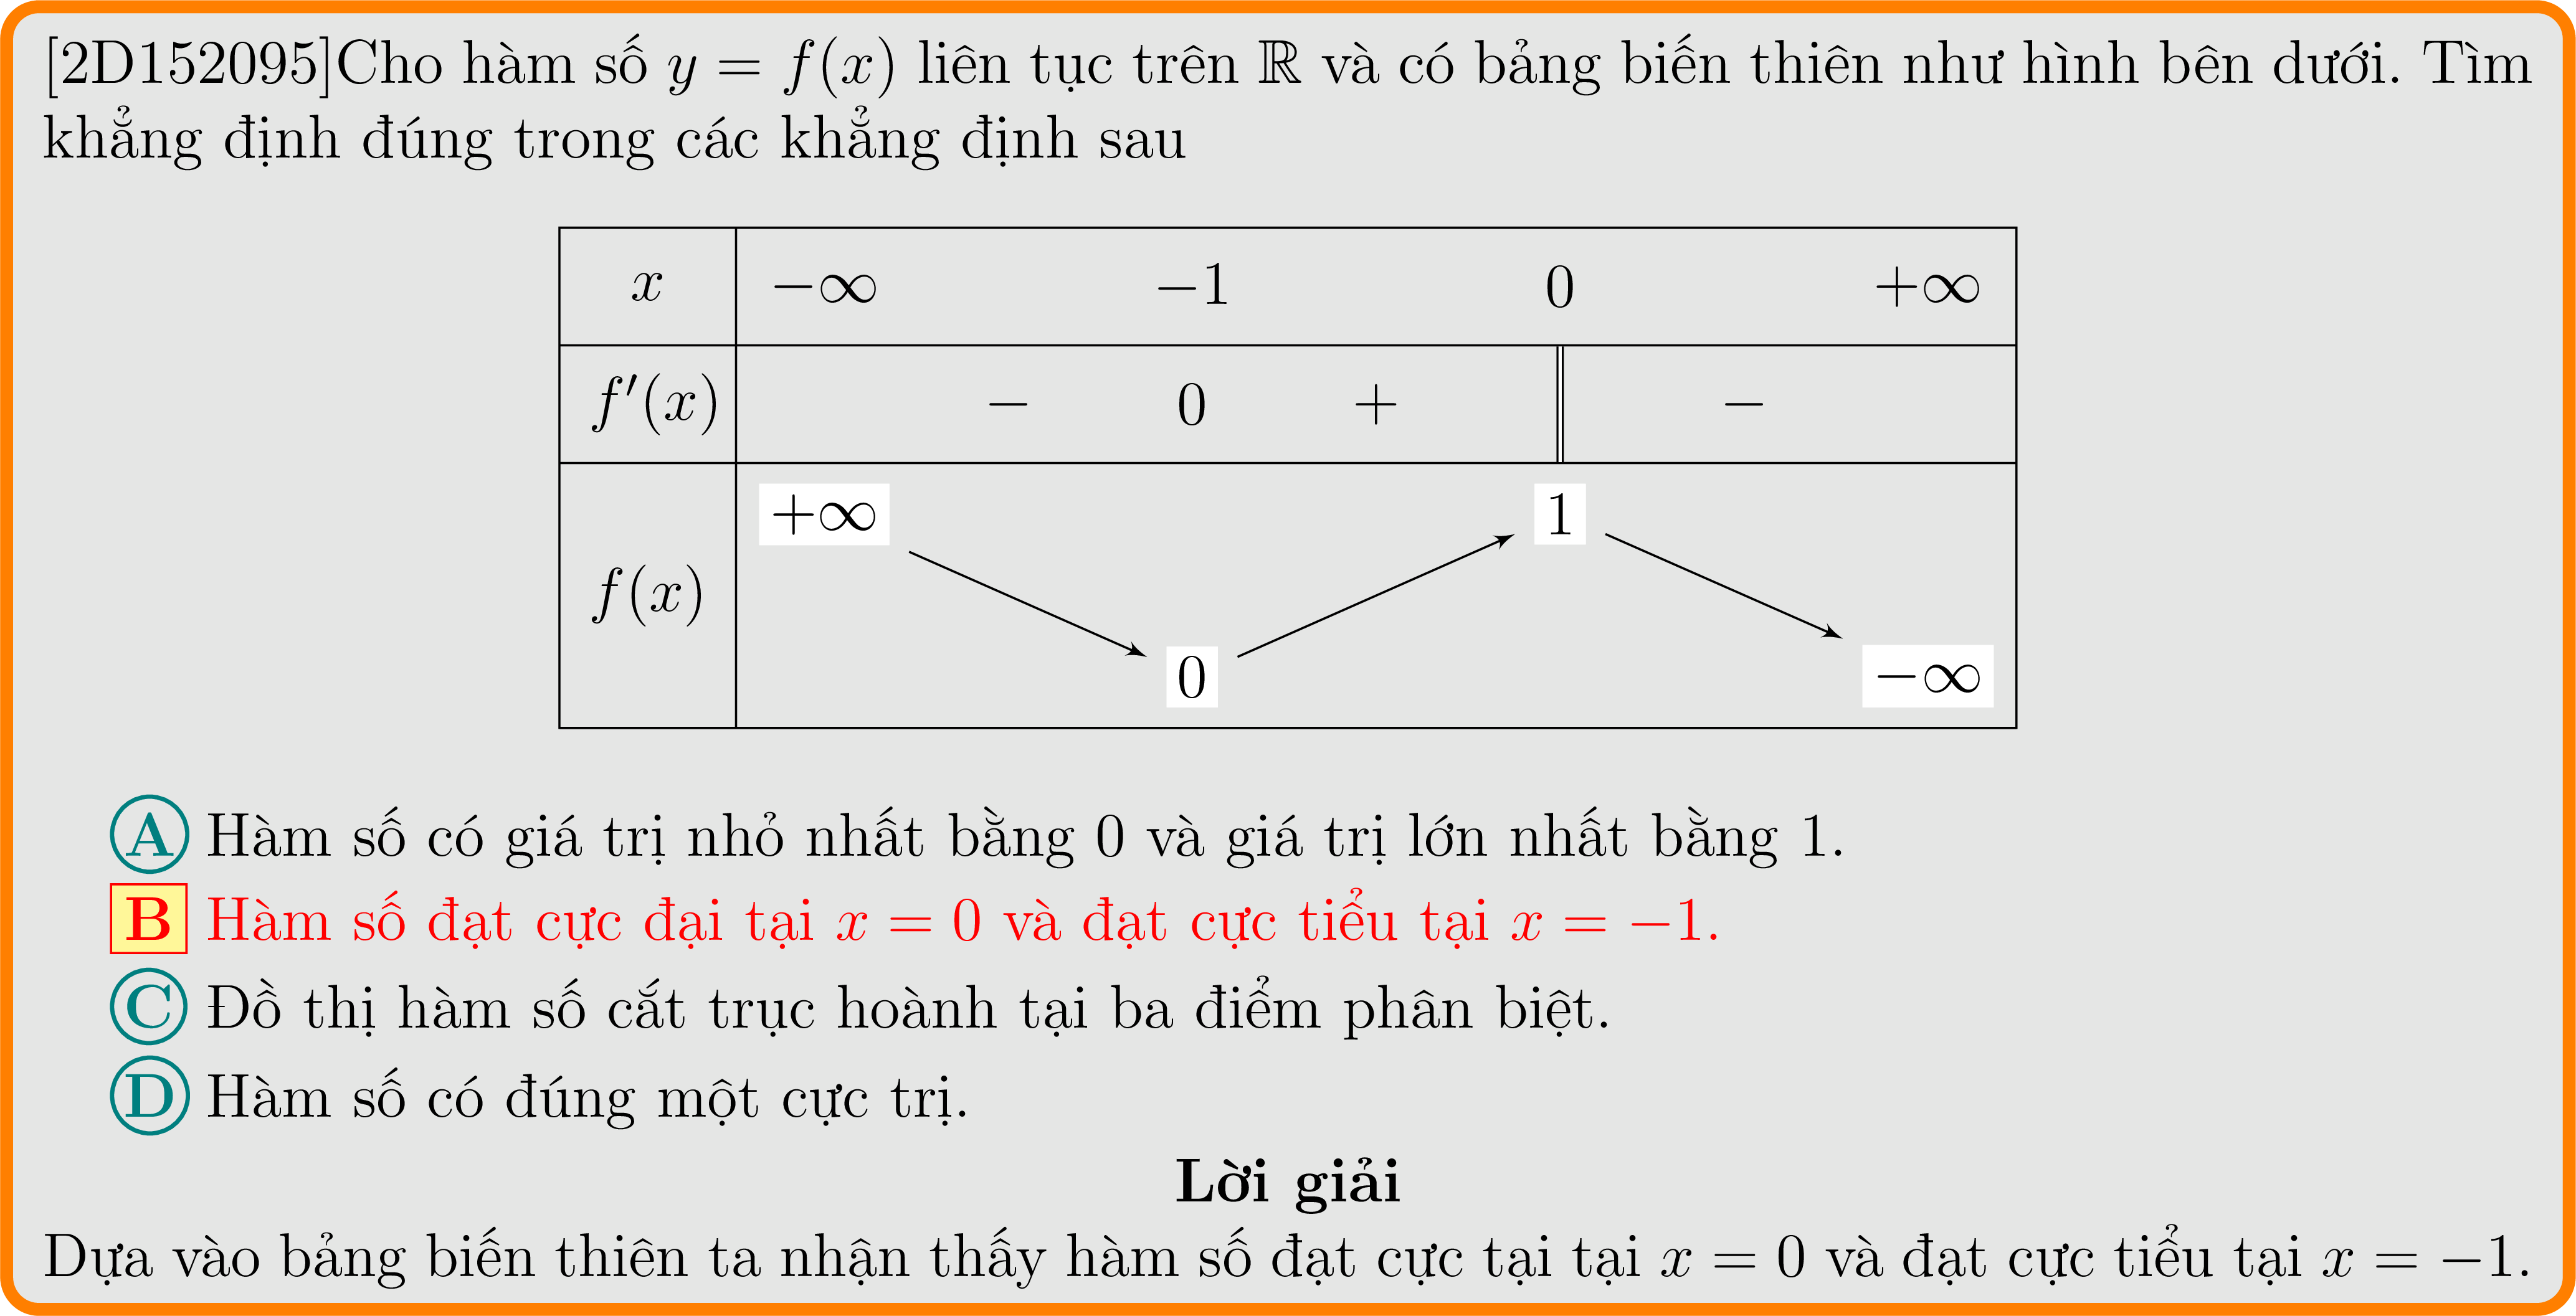 [2D152095]Cho hàm số y = f(x) liên tục trên ℝ và có bảng biến thiên như hình bên dưới. Tìm
khẳng định đúng trong các khẳng định sau
x −∞ −1 0 +∞
f′(x) − 0 + −
+∞ 1
f(x)
0 −∞
A Hàm số có giá trị nhỏ nhất bằng 0 và giá trị lớn nhất bằng 1.
B Hàm số đạt cực đại tại x = 0 và đạt cực tiểu tại x = −1.
C Đồ thị hàm số cắt trục hoành tại ba điểm phân biệt.
D Hàm số có đúng một cực trị.
Lời giải
Dựa vào bảng biến thiên ta nhận thấy hàm số đạt cực tại tại x = 0 và đạt cực tiểu tại x = −1.